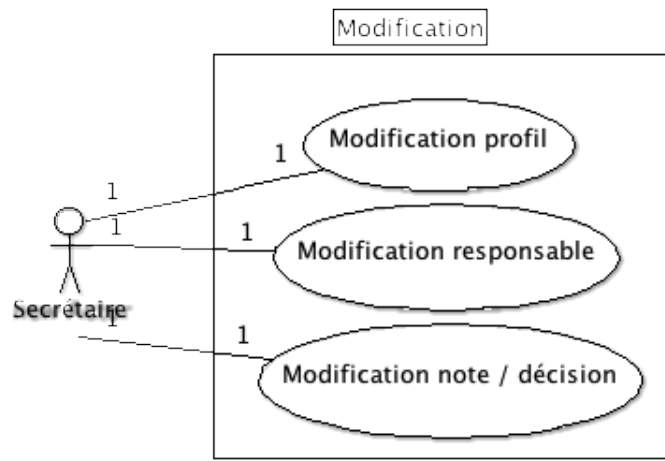 Modification
Modification profil
1
1
1
1
Modification responsable
Secrétaire
1
1
Modification note / décision